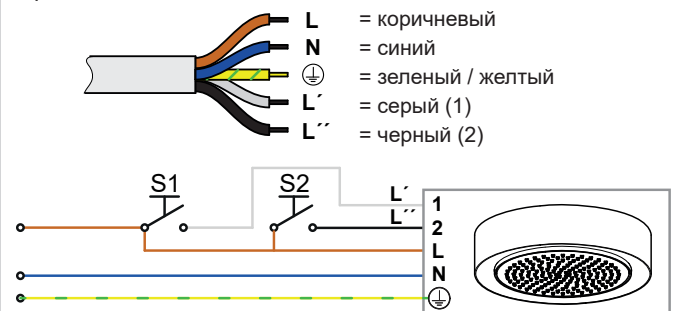 L = коричневый
N = синий
= зеленый / желтый
L´ = серый (1)
L´´ = черный (2)
S1 S2
L´ 1
L´´ 2
L
N